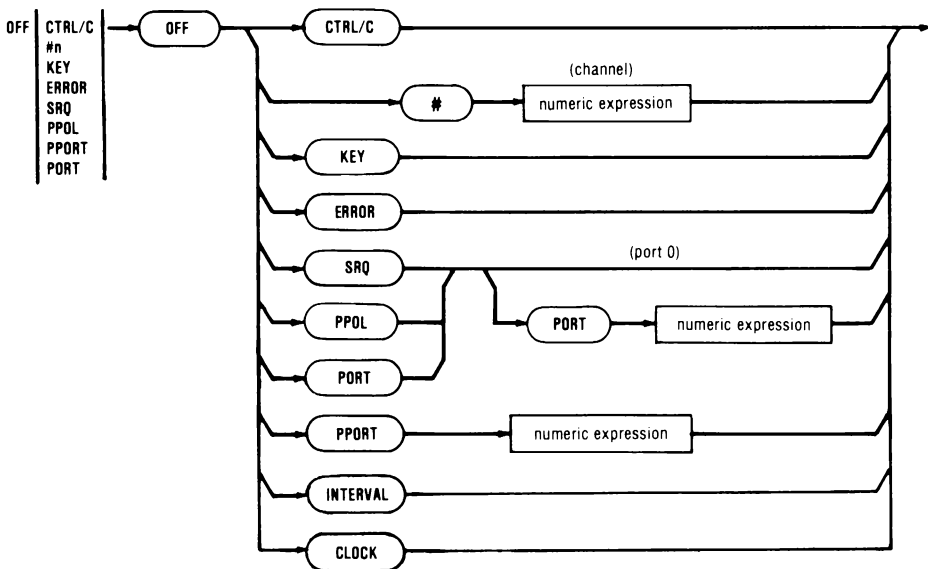 OFF CTRL/C
#n
KEY
ERROR
SRQ
PPOL
PPORT
PORT
OFF
CTRL/C
(channel)
# numeric expression
KEY
ERROR
SRQ (port 0)
PPOL PORT numeric expression
PORT
PPORT numeric expression
INTERVAL
CLOCK